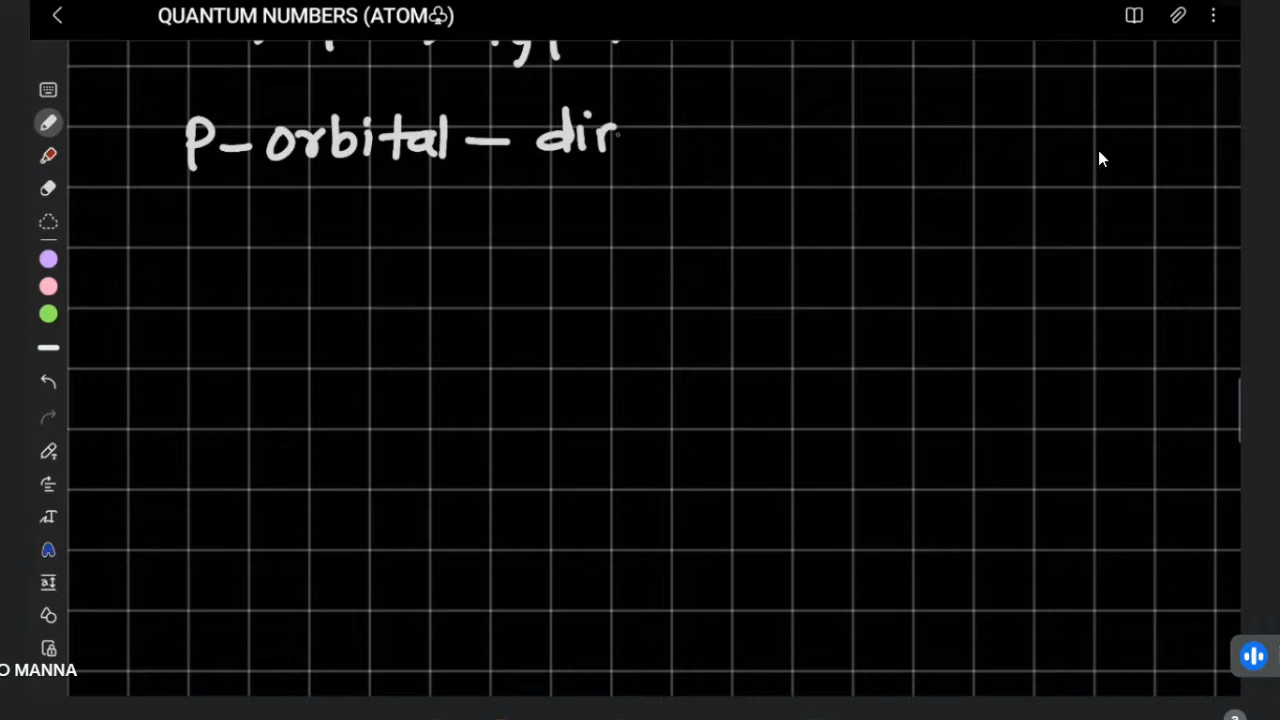 QUANTUM NUMBERS (ATOM♣)
P- orbital - dir
O MANNA